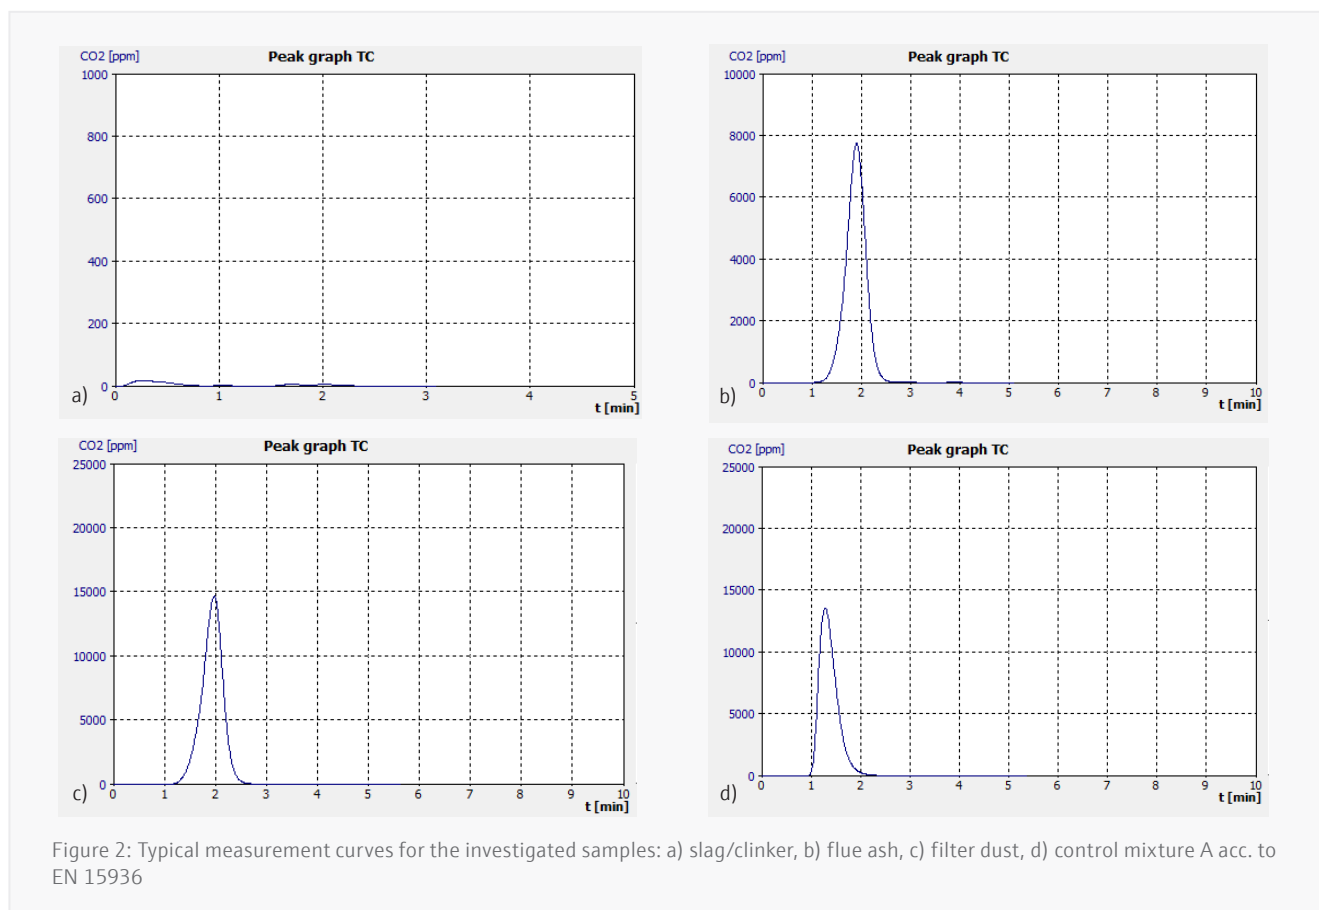 CO2 [ppm]
Peak graph TC
1000
800
600
400
200
0
a)
0 1 2 3 4 5
t [min]
CO2 [ppm]
Peak graph TC
10000
8000
6000
4000
2000
0
b)
0 1 2 3 4 5 6 7 8 9 10
t [min]
CO2 [ppm]
Peak graph TC
25000
20000
15000
10000
5000
0
c)
0 1 2 3 4 5 6 7 8 9 10
t [min]
CO2 [ppm]
Peak graph TC
25000
20000
15000
10000
5000
0
d)
0 1 2 3 4 5 6 7 8 9 10
t [min]
Figure 2: Typical measurement curves for the investigated samples: a) slag/clinker, b) flue ash, c) filter dust, d) control mixture A acc. to
EN 15936